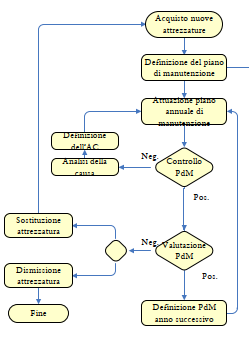 Acquisto nuove
attrezzature
Definizione del piano
di manutenzione
Attuazione piano
annuale di
manutenzione
Definizione
dell'AC
Analisi della
causa
Neg.
Controllo
PdM
Pos.
Sostituzione
attrezzatura
Neg.
Valutazione
PdM
Dismissione
attrezzatura
Pos.
Fine
Definizione PdM
anno successivo